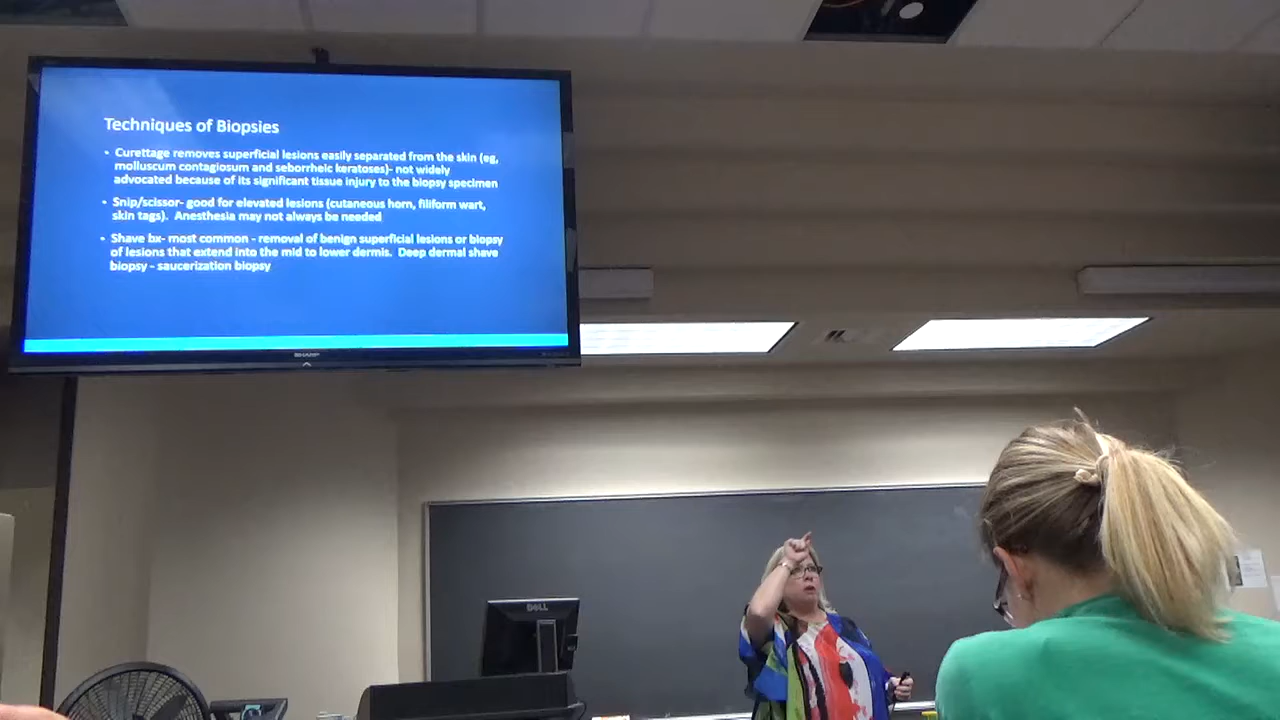 Techniques of Biopsies
• Curettage removes superficial lesions easily separated from the skin (eg,
molluscum contagiosum and seborrheic keratoses)- not widely
advocated because of its significant tissue injury to the biopsy specimen
• Snip/scissor- good for elevated lesions (cutaneous horn, filiform wart,
skin tags). Anesthesia may not always be needed
• Shave bx- most common - removal of benign superficial lesions or biopsy
of lesions that extend into the mid to lower dermis. Deep dermal shave
biopsy - saucerization biopsy
SHARP
DELL